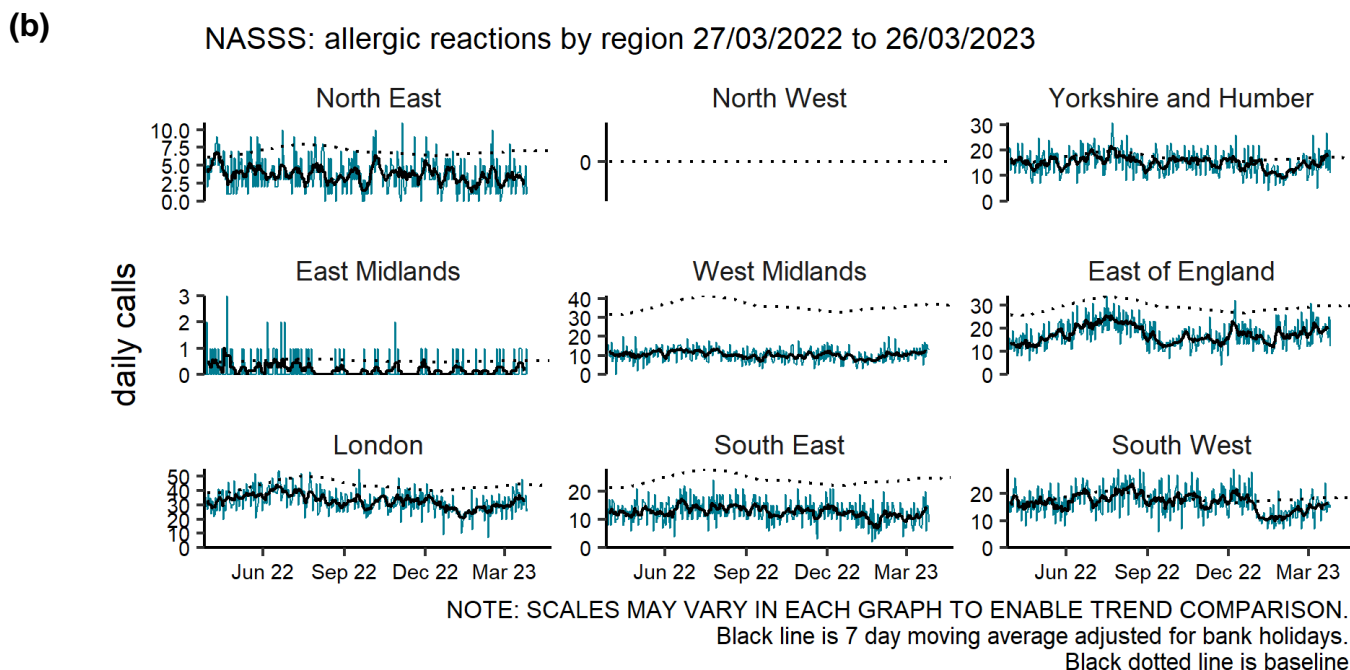 (b)
NASSS: allergic reactions by region 27/03/2022 to 26/03/2023
North East
North West
Yorkshire and Humber
10.0
7.5
5.0
2.5
0.0
0
30
20
10
0
East Midlands
West Midlands
East of England
3
2
1
0
40
30
20
10
0
30
20
10
0
daily calls
London
South East
South West
50
40
30
20
10
0
20
10
0
20
10
0
Jun 22 Sep 22 Dec 22 Mar 23
Jun 22 Sep 22 Dec 22 Mar 23
Jun 22 Sep 22 Dec 22 Mar 23
NOTE: SCALES MAY VARY IN EACH GRAPH TO ENABLE TREND COMPARISON.
Black line is 7 day moving average adjusted for bank holidays.
Black dotted line is baseline